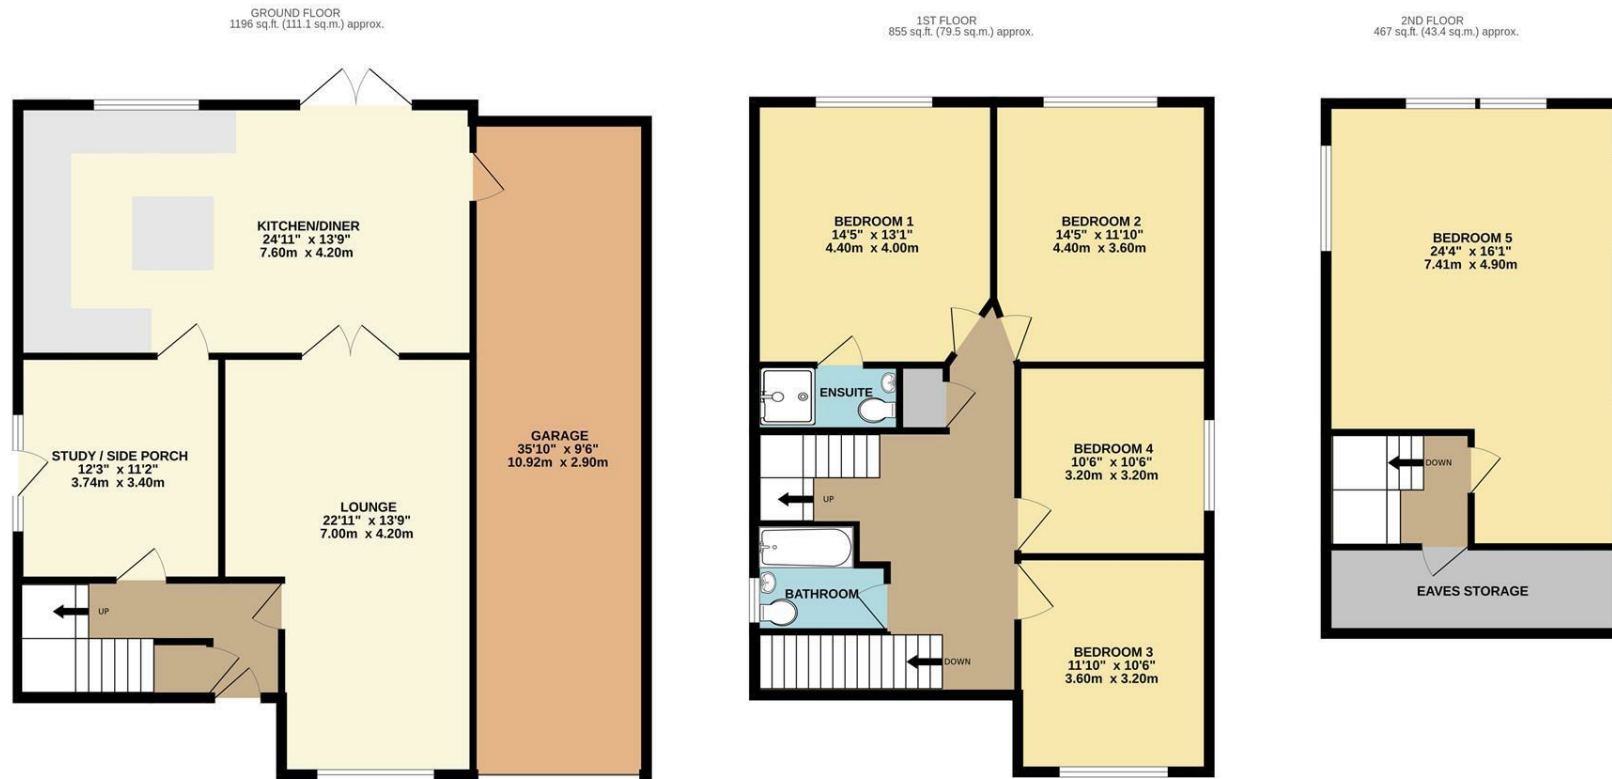 GROUND FLOOR
1196 sq.ft. (111.1 sq.m.) approx.
KITCHEN/DINER
24'11" x 13'9"
7.60m x 4.20m
STUDY / SIDE PORCH
12'3" x 11'2"
3.74m x 3.40m
LOUNGE
22'11" x 13'9"
7.00m x 4.20m
GARAGE
35'10" x 9'6"
10.92m x 2.90m
UP
1ST FLOOR
855 sq.ft. (79.5 sq.m.) approx.
BEDROOM 1
14'5" x 13'1"
4.40m x 4.00m
BEDROOM 2
14'5" x 11'10"
4.40m x 3.60m
ENSUITE
BEDROOM 4
10'6" x 10'6"
3.20m x 3.20m
UP
BATHROOM
DOWN
BEDROOM 3
11'10" x 10'6"
3.60m x 3.20m
2ND FLOOR
467 sq.ft. (43.4 sq.m.) approx.
BEDROOM 5
24'4" x 16'1"
7.41m x 4.90m
DOWN
EAVES STORAGE